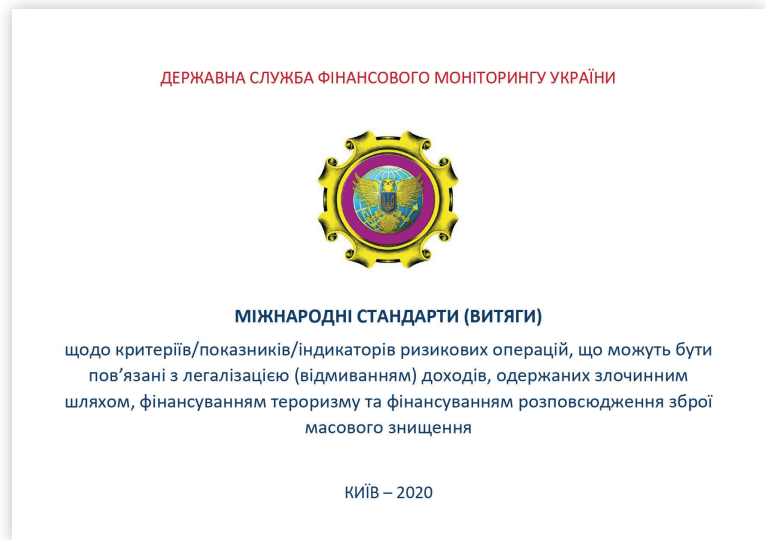 ДЕРЖАВНА СЛУЖБА ФІНАНСОВОГО МОНІТОРИНГУ УКРАЇНИ
МІЖНАРОДНІ СТАНДАРТИ (ВИТЯГИ)
щодо критеріїв/показників/індикаторів ризикових операцій, що можуть бути
пов’язані з легалізацією (відмиванням) доходів, одержаних злочинним
шляхом, фінансуванням тероризму та фінансуванням розповсюдження зброї
масового знищення
КИЇВ – 2020